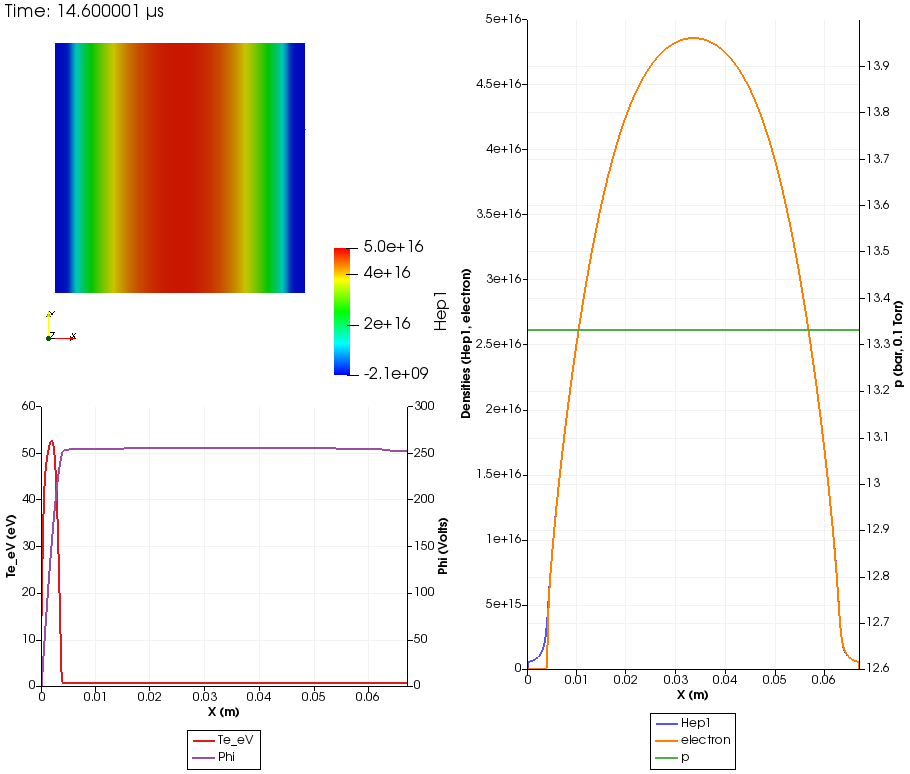 Time: 14.600001 µs
5.0e+16
4e+16
2e+16
-2.1e+09
Hep1
Y
Z
X
60
50
40
30
20
10
0
Te_eV (eV)
300
250
200
150
100
50
0
Phi (Volts)
0
0.01
0.02
0.03
0.04
0.05
0.06
X (m)
Te_eV
Phi
5e+16
4.5e+16
4e+16
3.5e+16
3e+16
2.5e+16
2e+16
1.5e+16
1e+16
5e+15
0
Densities (Hep1, electron)
13.9
13.8
13.7
13.6
13.5
13.4
13.3
13.2
13.1
13
12.9
12.8
12.7
12.6
p (bar, 0.1 Torr)
0
0.01
0.02
0.03
0.04
0.05
0.06
X (m)
Hep1
electron
p